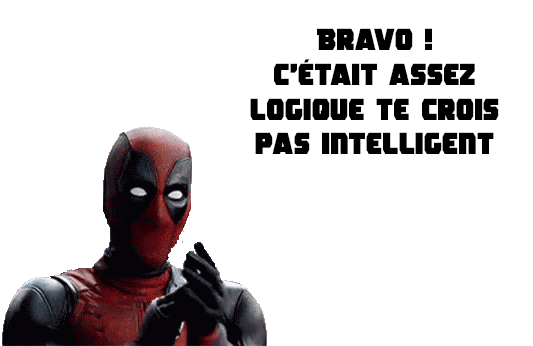 Bravo !
c'était assez
logique te crois
pas intelligent